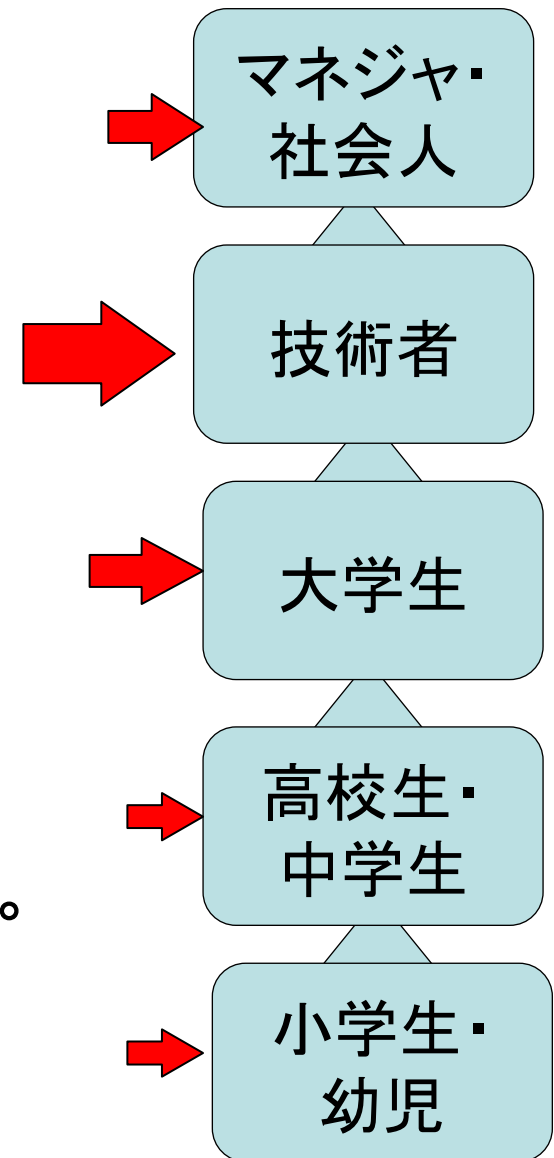 マネジャ・
社会人
技術者
大学生
高校生・
中学生
。
小学生・
幼児